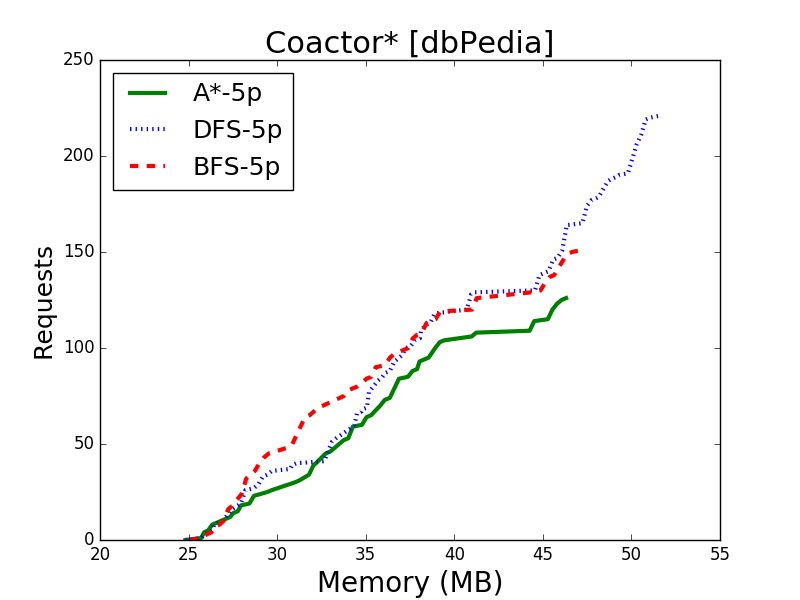 Coactor* [dbPedia]
A*-5p
DFS-5p
BFS-5p
Requests
250
200
150
100
50
0
20 25 30 35 40 45 50 55
Memory (MB)